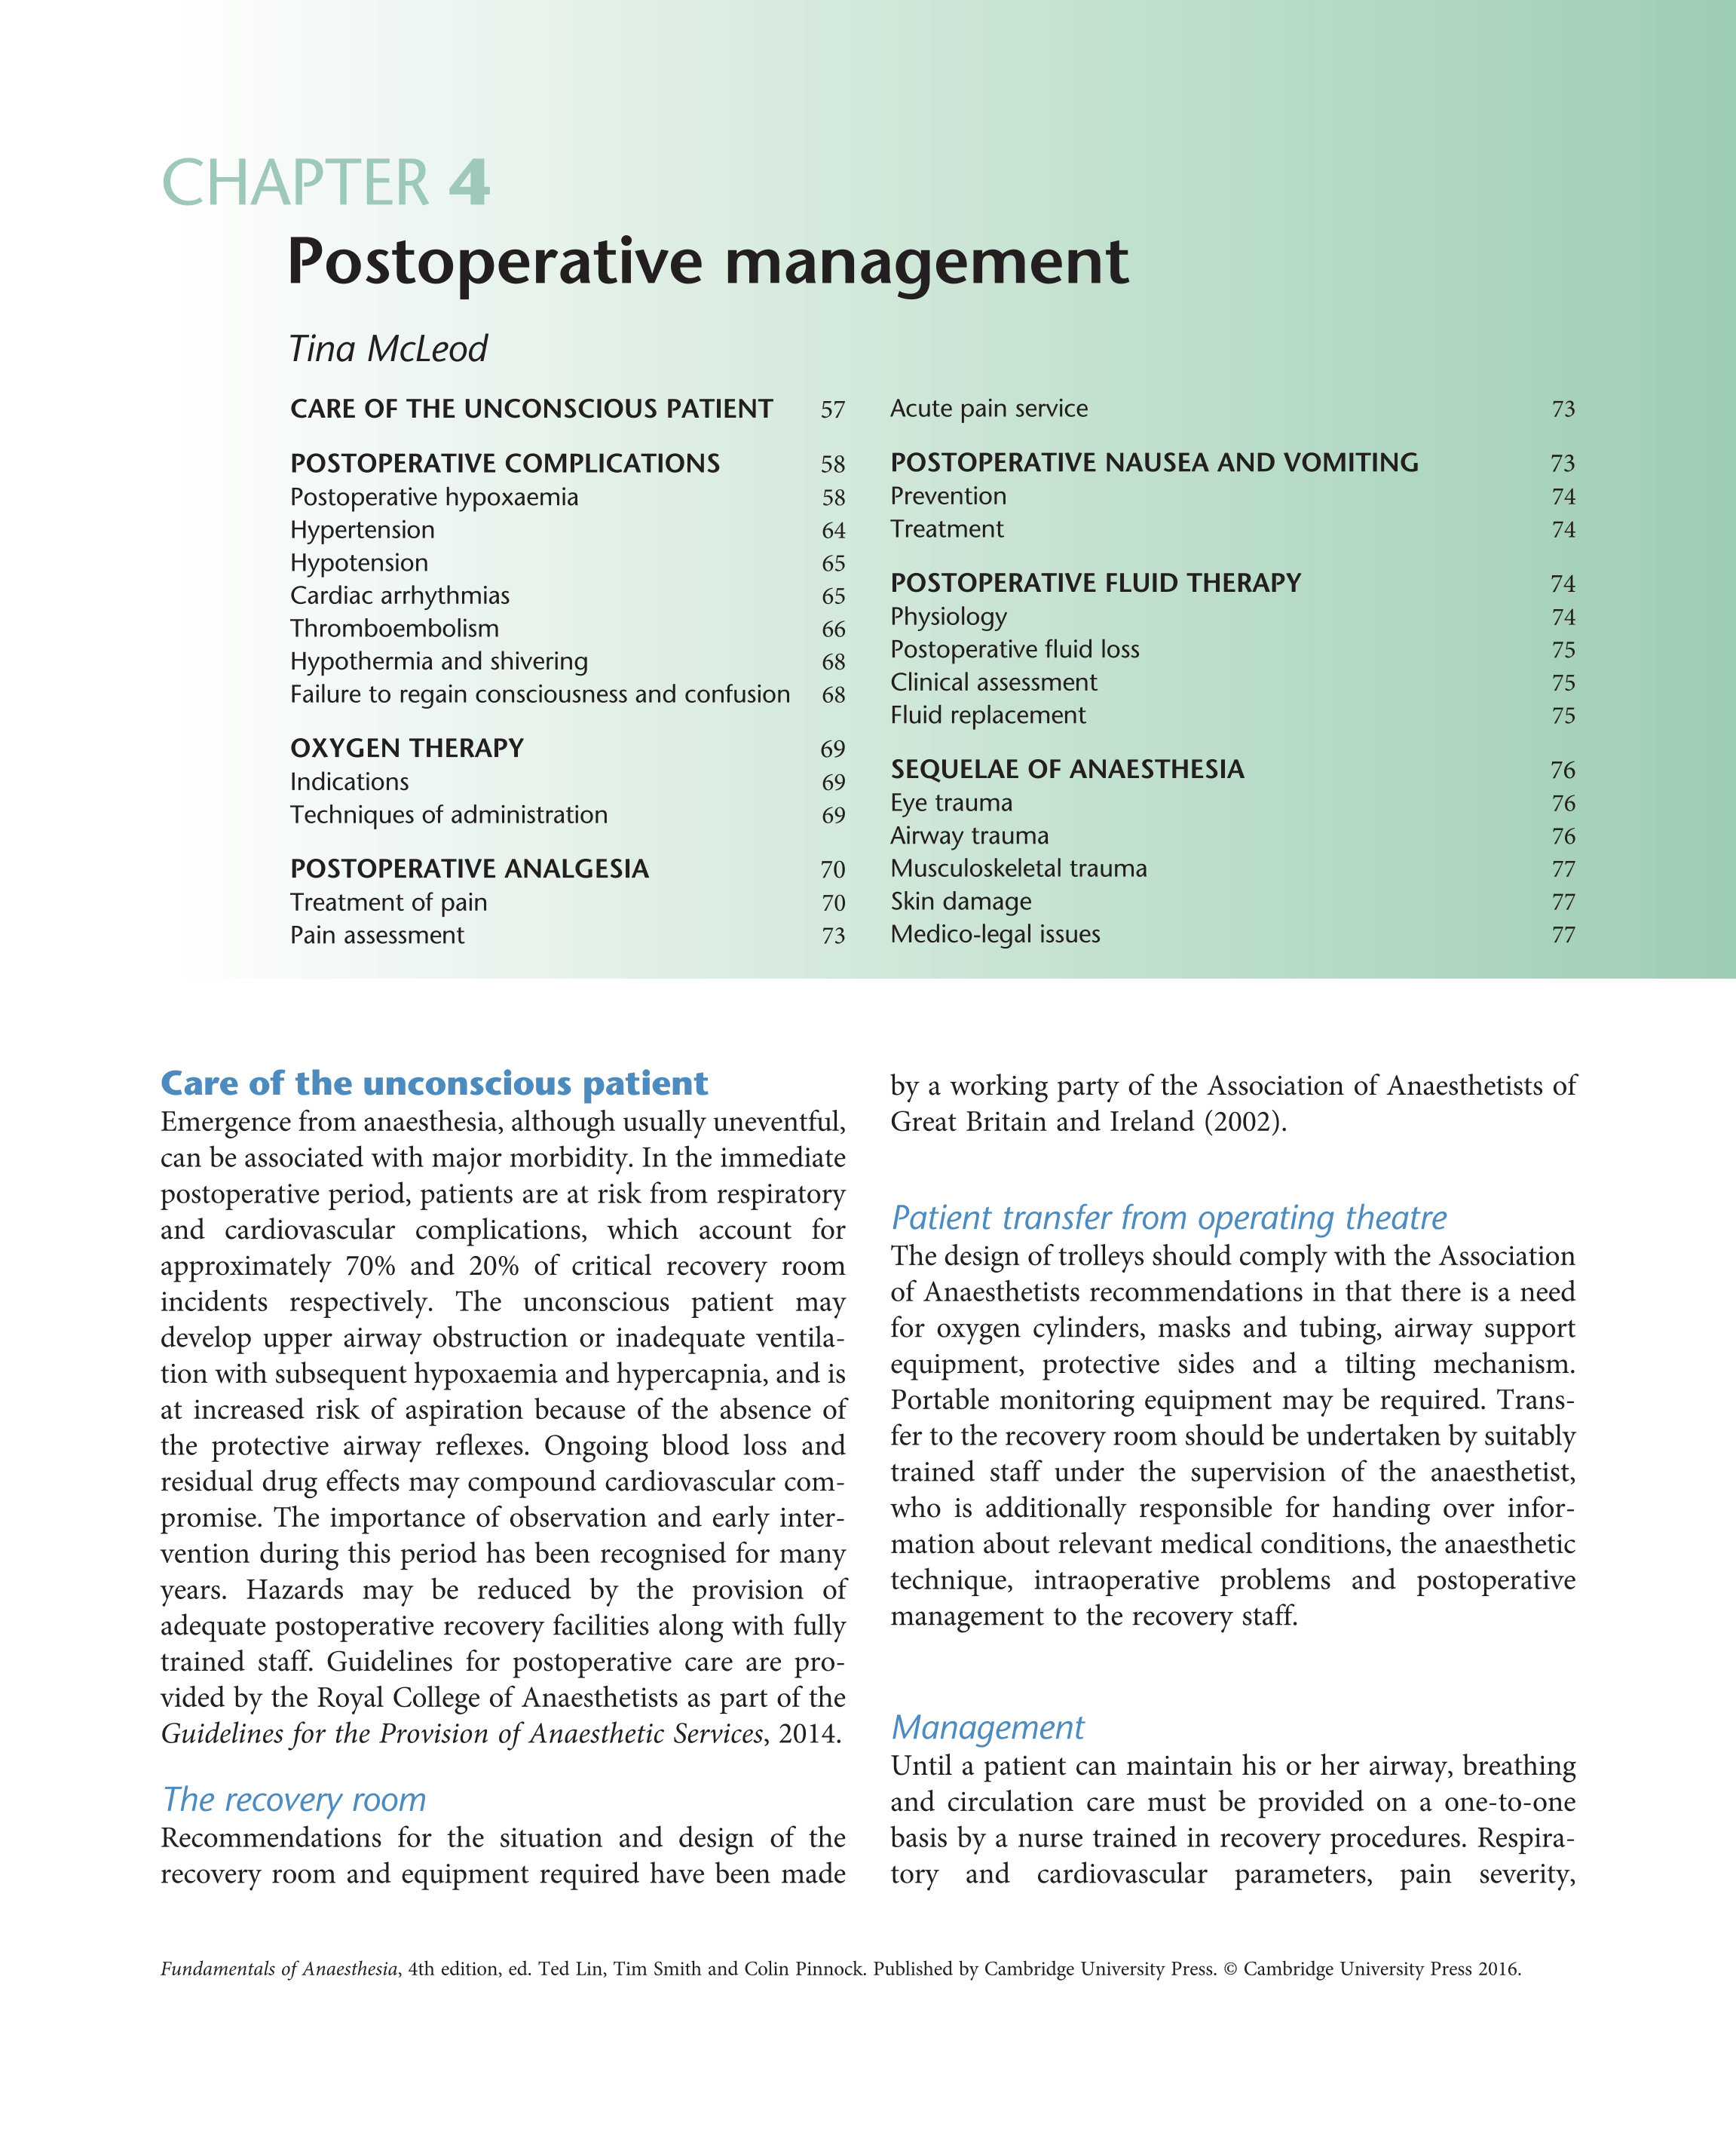 CHAPTER 4
Postoperative management
Tina McLeod
CARE OF THE UNCONSCIOUS PATIENT 57
POSTOPERATIVE COMPLICATIONS 58
Postoperative hypoxaemia 58
Hypertension 64
Hypotension 65
Cardiac arrhythmias 65
Thromboembolism 66
Hypothermia and shivering 68
Failure to regain consciousness and confusion 68
OXYGEN THERAPY 69
Indications 69
Techniques of administration 69
POSTOPERATIVE ANALGESIA 70
Treatment of pain 70
Pain assessment 73
Acute pain service 73
POSTOPERATIVE NAUSEA AND VOMITING 73
Prevention 74
Treatment 74
POSTOPERATIVE FLUID THERAPY 74
Physiology 74
Postoperative fluid loss 75
Clinical assessment 75
Fluid replacement 75
SEQUELAE OF ANAESTHESIA 76
Eye trauma 76
Airway trauma 76
Musculoskeletal trauma 77
Skin damage 77
Medico-legal issues 77
Care of the unconscious patient
Emergence from anaesthesia, although usually uneventful,
can be associated with major morbidity. In the immediate
postoperative period, patients are at risk from respiratory
and cardiovascular complications, which account for
approximately 70% and 20% of critical recovery room
incidents respectively. The unconscious patient may
develop upper airway obstruction or inadequate ventila-
tion with subsequent hypoxaemia and hypercapnia, and is
at increased risk of aspiration because of the absence of
the protective airway reflexes. Ongoing blood loss and
residual drug effects may compound cardiovascular com-
promise. The importance of observation and early inter-
vention during this period has been recognised for many
years. Hazards may be reduced by the provision of
adequate postoperative recovery facilities along with fully
trained staff. Guidelines for postoperative care are pro-
vided by the Royal College of Anaesthetists as part of the
Guidelines for the Provision of Anaesthetic Services, 2014.
The recovery room
Recommendations for the situation and design of the
recovery room and equipment required have been made
by a working party of the Association of Anaesthetists of
Great Britain and Ireland (2002).
Patient transfer from operating theatre
The design of trolleys should comply with the Association
of Anaesthetists recommendations in that there is a need
for oxygen cylinders, masks and tubing, airway support
equipment, protective sides and a tilting mechanism.
Portable monitoring equipment may be required. Trans-
fer to the recovery room should be undertaken by suitably
trained staff under the supervision of the anaesthetist,
who is additionally responsible for handing over infor-
mation about relevant medical conditions, the anaesthetic
technique, intraoperative problems and postoperative
management to the recovery staff.
Management
Until a patient can maintain his or her airway, breathing
and circulation care must be provided on a one-to-one
basis by a nurse trained in recovery procedures. Respira-
tory and cardiovascular parameters, pain severity,
Fundamentals of Anaesthesia, 4th edition, ed. Ted Lin, Tim Smith and Colin Pinnock. Published by Cambridge University Press. © Cambridge University Press 2016.